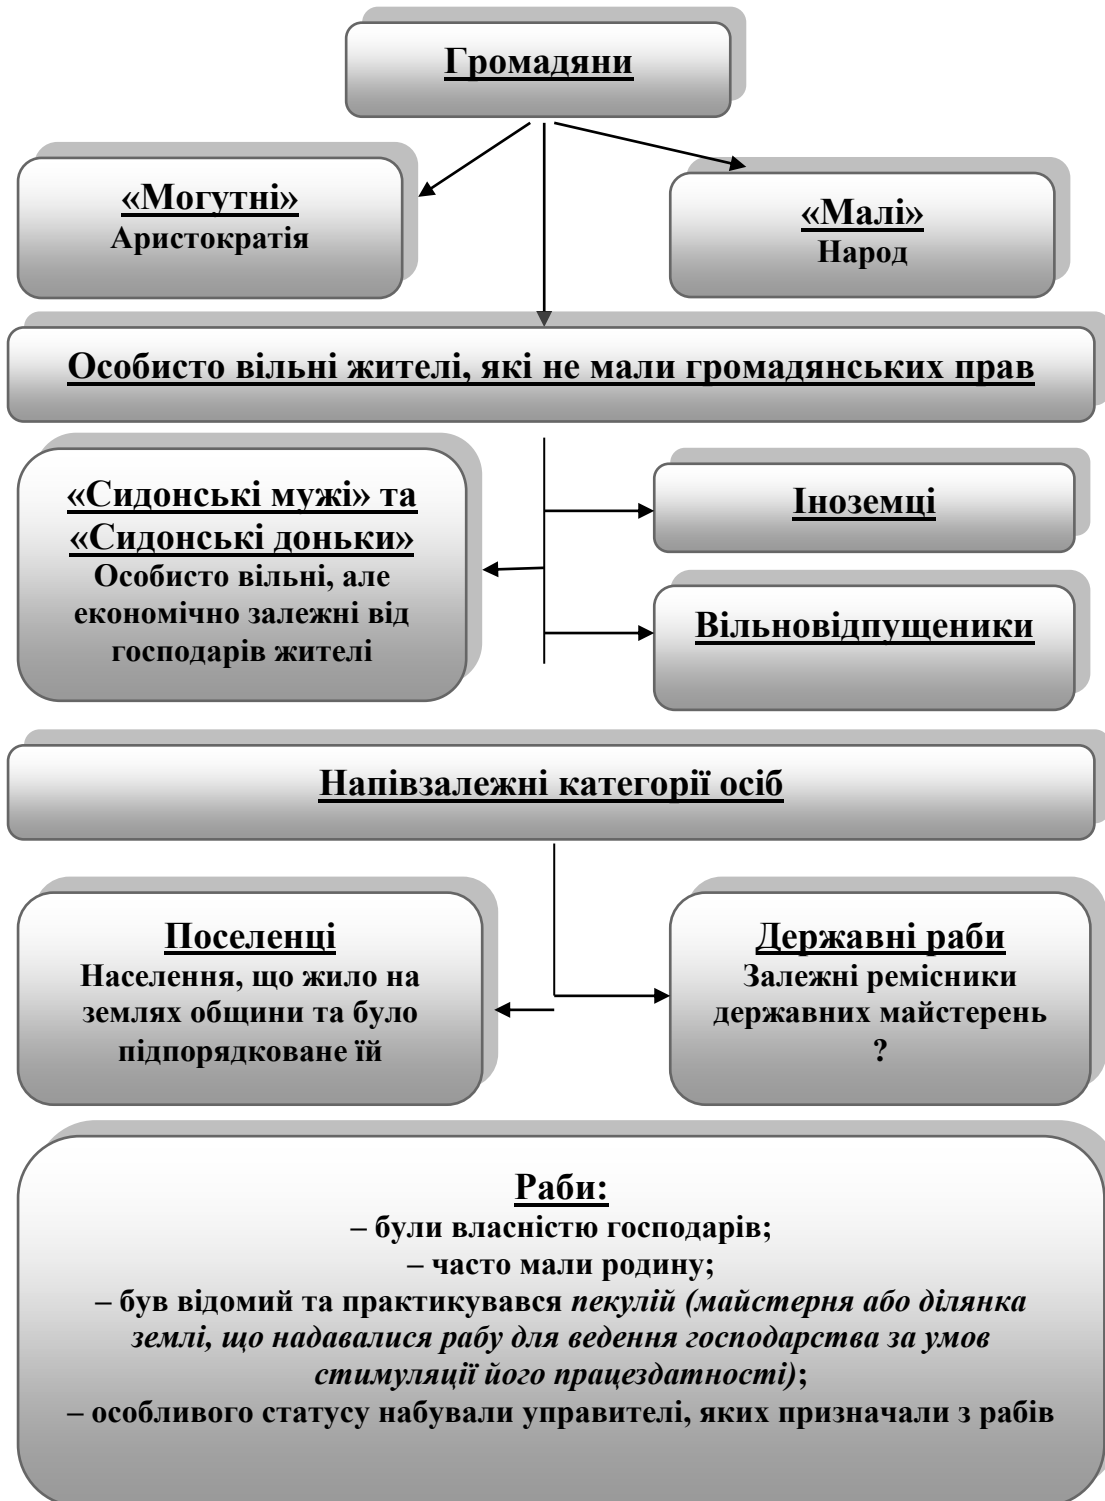 Громадяни
«Могутні»
Аристократія
«Малі»
Народ
Особисто вільні жителі, які не мали громадянських прав
«Сидонські мужі» та
«Сидонські доньки»
Особисто вільні, але
економічно залежні від
господарів жителі
Іноземці
Вільновідпущеники
Напівзалежні категорії осіб
Поселенці
Населення, що жило на
землях общини та було
підпорядковане їй
Державні раби
Залежні ремісники
державних майстерень
?
Раби:
– були власністю господарів;
– часто мали родину;
– був відомий та практикувався пекулій (майстерня або ділянка
землі, що надавалися рабу для ведення господарства за умов
стимуляції його працездатності);
– особливого статусу набували управителі, яких призначали з рабів